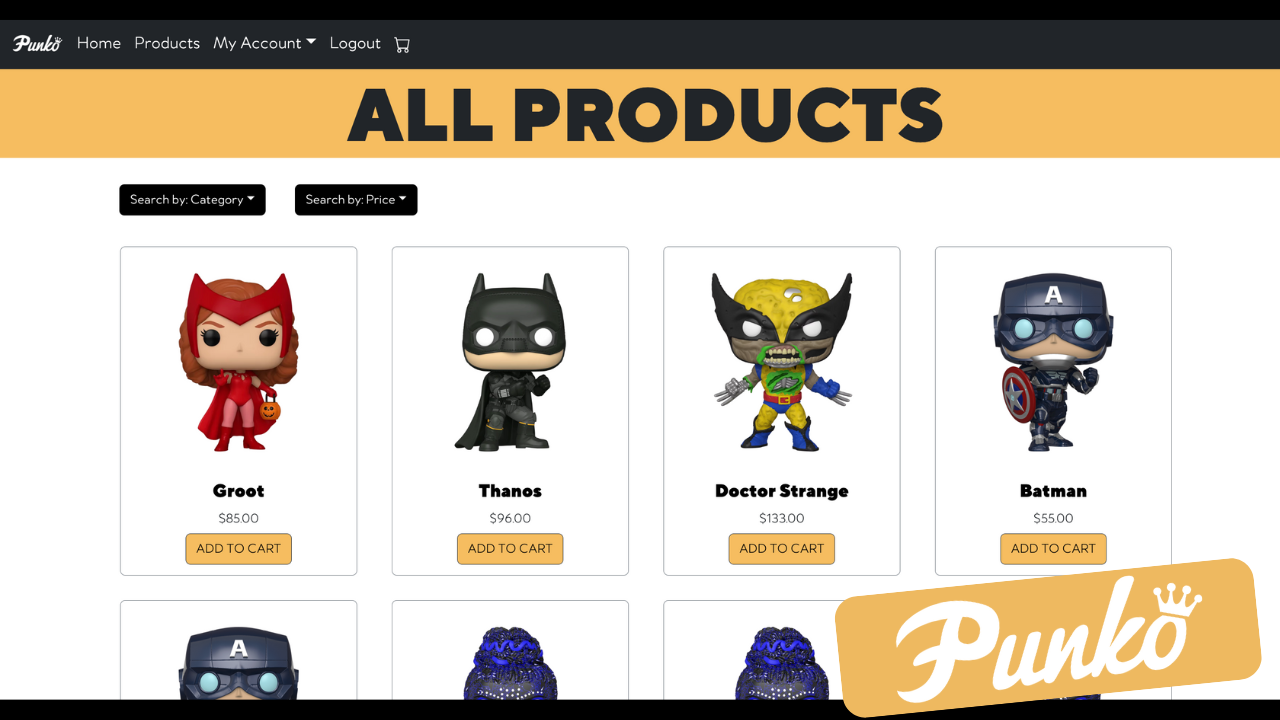 Punko Home Products My Account Logout
ALL PRODUCTS
Search by: Category Search by: Price
A
A
Groot Thanos Doctor Strange Batman
$85.00 $96.00 $133.00 $55.00
ADD TO CART ADD TO CART ADD TO CART ADD TO CART
A
Punko